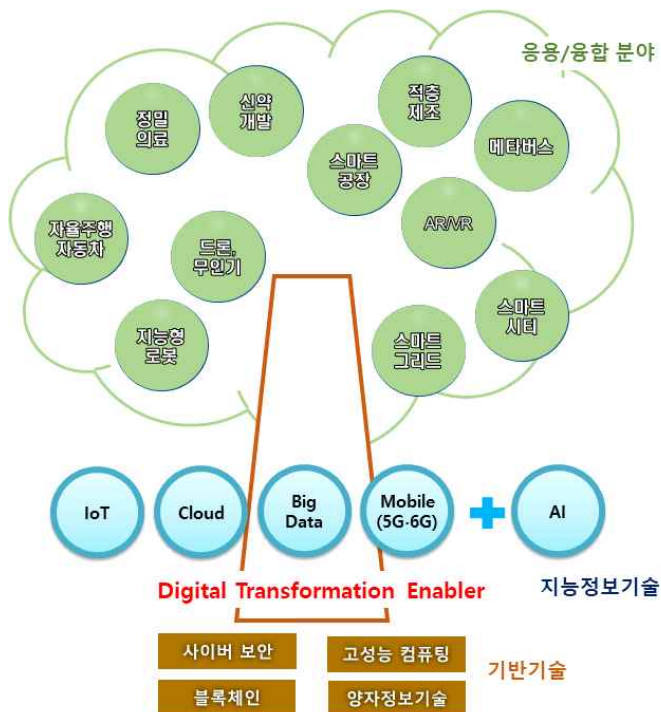 응용/융합 분야
정밀
의료
신약
개발
적층
제조
스마트
공장
메타버스
자율주행
자동차
드론,
무인기
AR/VR
지능형
로봇
스마트
그리드
스마트
시티
IoT
Cloud
Big
Data
Mobile
(5G·6G)
AI
Digital Transformation Enabler
지능정보기술
사이버 보안
고성능 컴퓨팅
기반기술
블록체인
양자정보기술